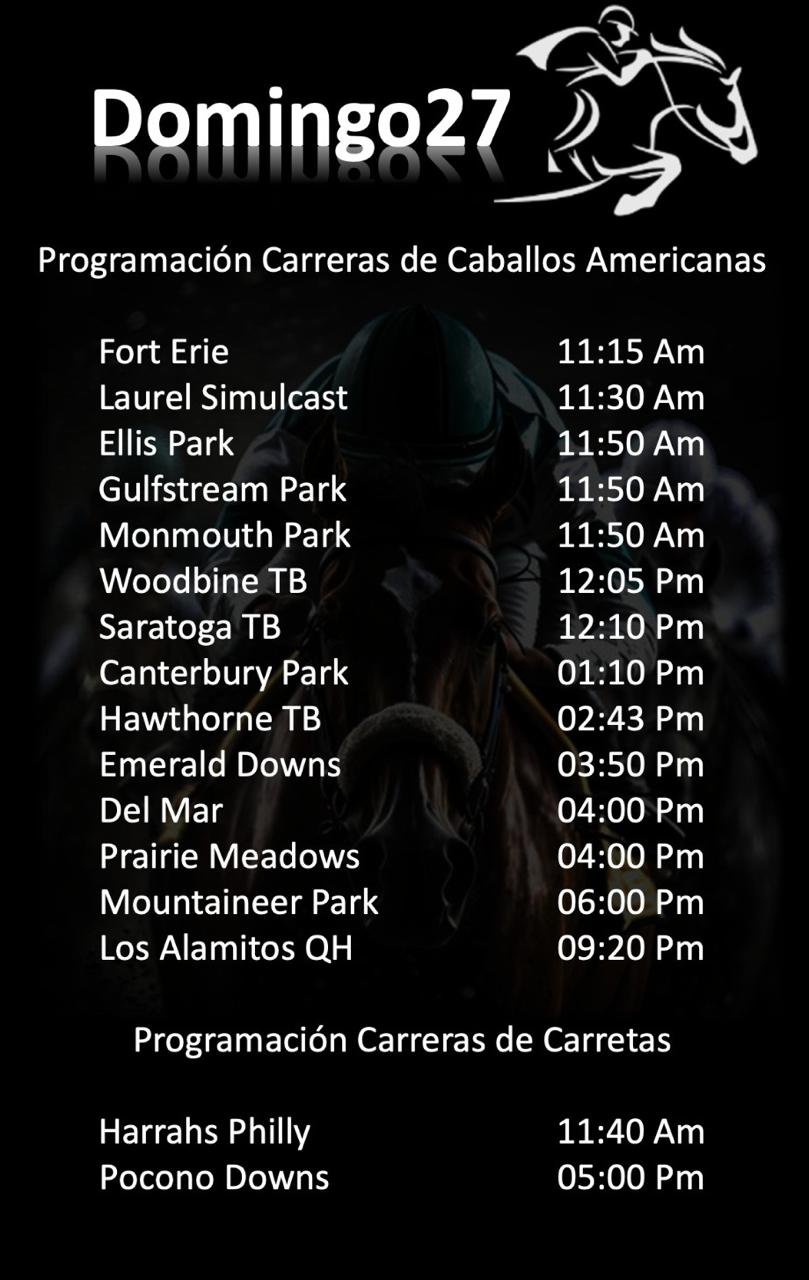 Domingo27
Programación Carreras de Caballos Americanas
Fort Erie 11:15 Am
Laurel Simulcast 11:30 Am
Ellis Park 11:50 Am
Gulfstream Park 11:50 Am
Monmouth Park 11:50 Am
Woodbine TB 12:05 Pm
Saratoga TB 12:10 Pm
Canterbury Park 01:10 Pm
Hawthorne TB 02:43 Pm
Emerald Downs 03:50 Pm
Del Mar 04:00 Pm
Prairie Meadows 04:00 Pm
Mountaineer Park 06:00 Pm
Los Alamitos QH 09:20 Pm
Programación Carreras de Carretas
Harrahs Philly 11:40 Am
Pocono Downs 05:00 Pm